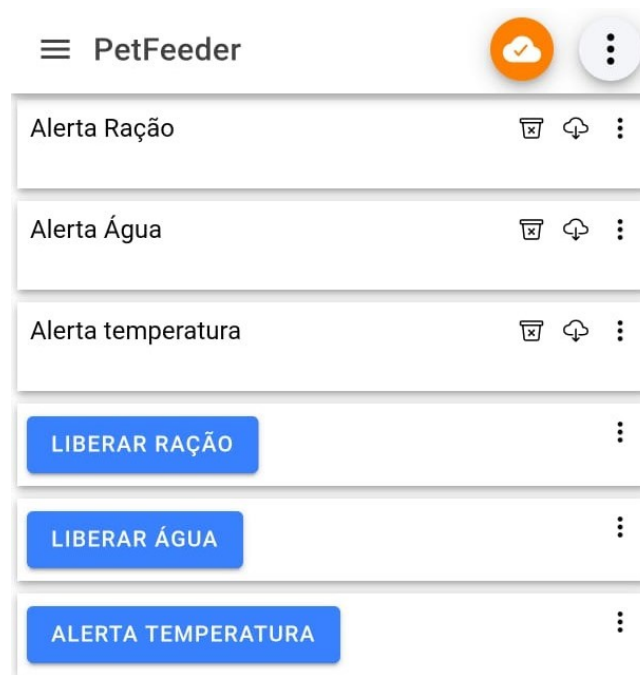 PetFeeder
Alerta Ração
Alerta Água
Alerta temperatura
LIBERAR RAÇÃO
LIBERAR ÁGUA
ALERTA TEMPERATURA